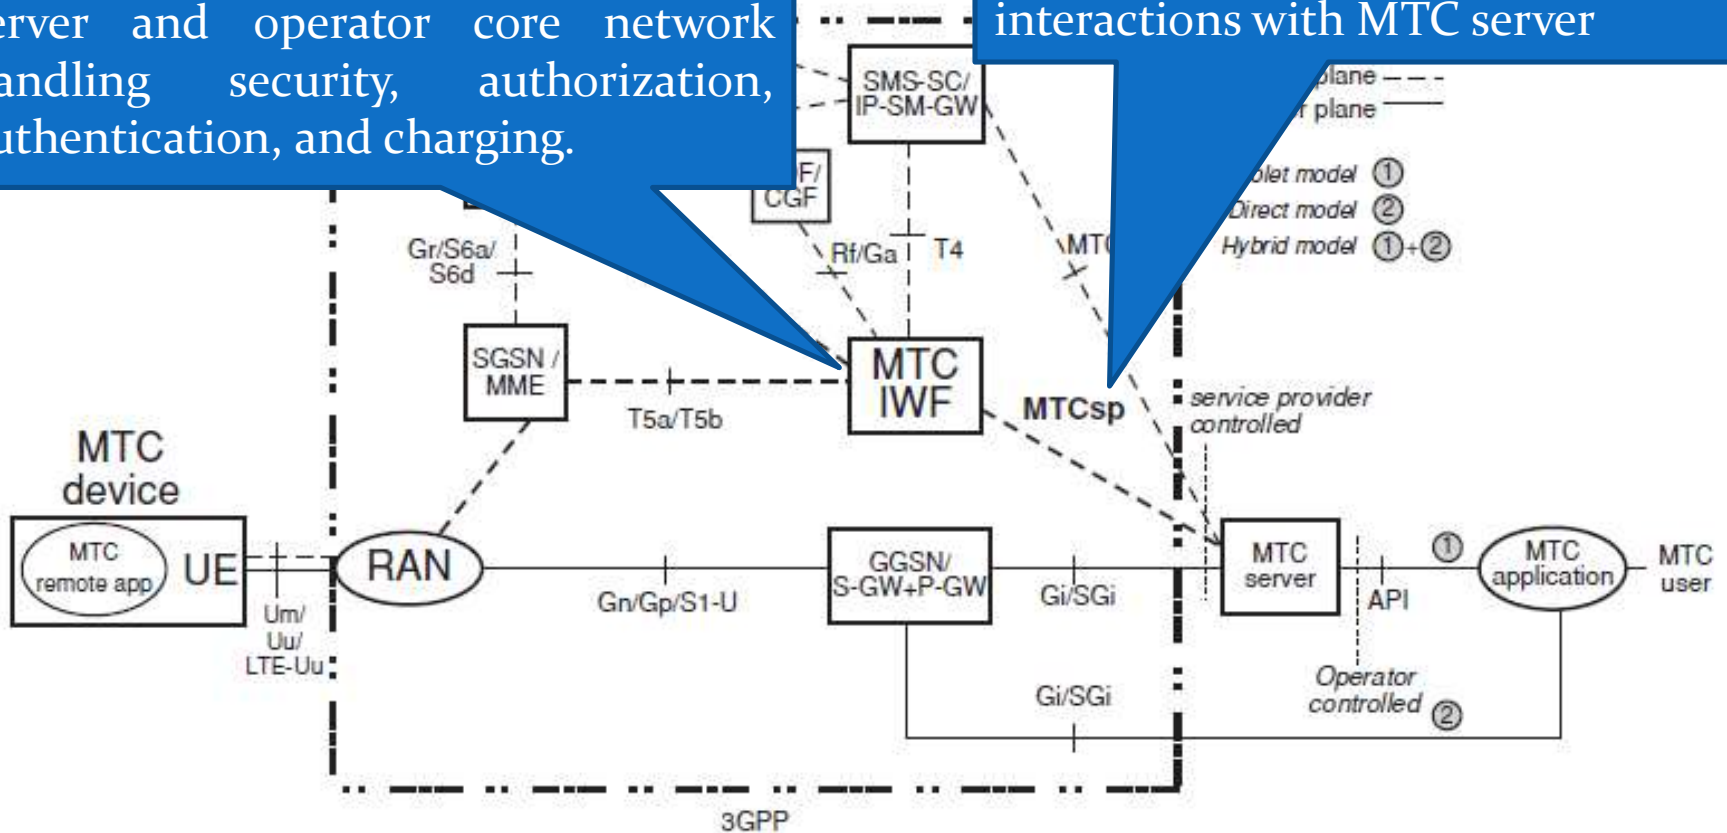 server and operator core network
handling security, authorization,
authentication, and charging.
interactions with MTC server
SMS-SC/
IP-SM-GW
plane
plane
CGF
model 1
Direct model 2
Hybrid model 1+2
Gr/S6a/
S6d
Rf/Ga
T4
SGSN /
MME
MTC
IWF
T5a/T5b
MTCsp
service provider
controlled
MTC
device
MTC
remote app
UE
RAN
Um/
Uu/
LTE-Uu
Gn/Gp/S1-U
GGSN/
S-GW+P-GW
Gi/SGi
MTC
server
API
1
MTC
application
MTC
user
Gi/SGi
Operator
controlled
2
3GPP